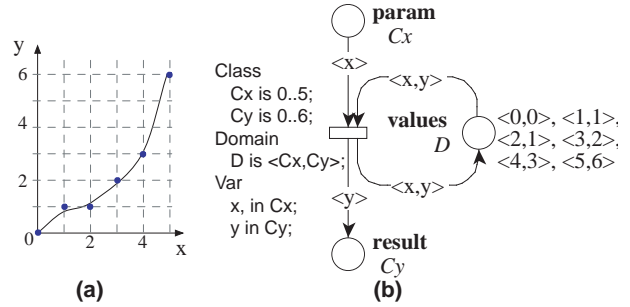 y
6
4
2
0
2
4
x
(a)
param
Cx
<x>
Class
Cx is 0..5;
Cy is 0..6;
Domain
D is <Cx,Cy>;
Var
x, in Cx;
y in Cy;
<x,y>
values
D
<0,0>, <1,1>,
<2,1>, <3,2>,
<4,3>, <5,6>
<x,y>
<y>
result
Cy
(b)